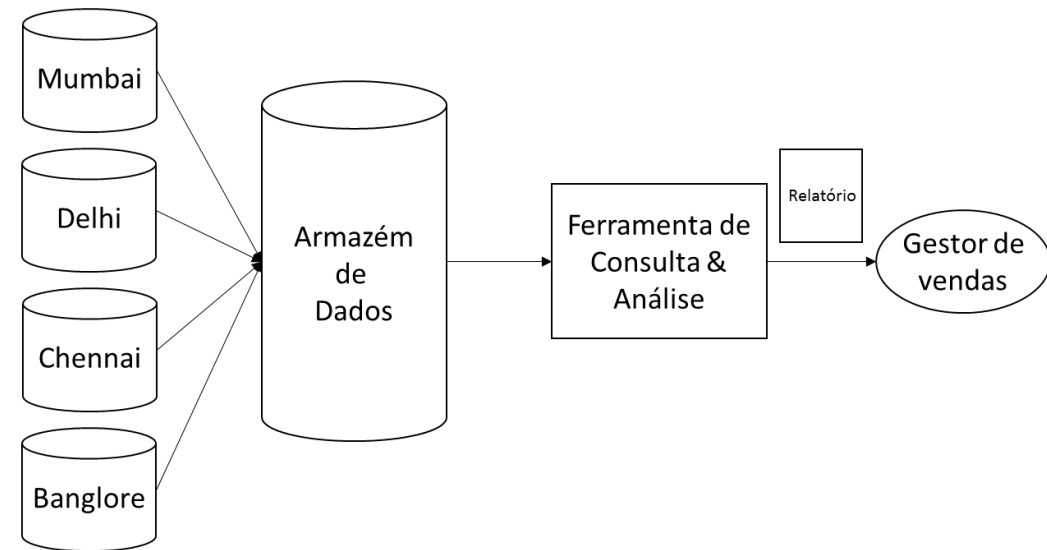 Mumbai
Delhi
Chennai
Banglore
Armazém
de
Dados
Ferramenta de
Consulta &
Análise
Relatório
Gestor de
vendas